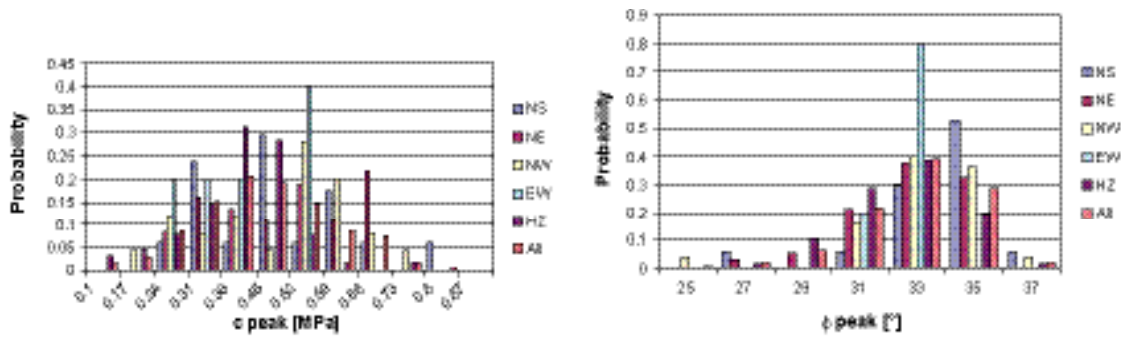 Probability
0.45
0.4
0.35
0.3
0.25
0.2
0.15
0.1
0.05
0
0.1
0.17
0.24
0.31
0.38
0.45
0.52
0.59
0.66
0.73
0.8
0.87
c peak [MPa]
NS
NE
NW
EW
HZ
All
Probability
0.9
0.8
0.7
0.6
0.5
0.4
0.3
0.2
0.1
0
25
27
29
31
33
35
37
ϕ peak [°]
NS
NE
NW
EW
HZ
All